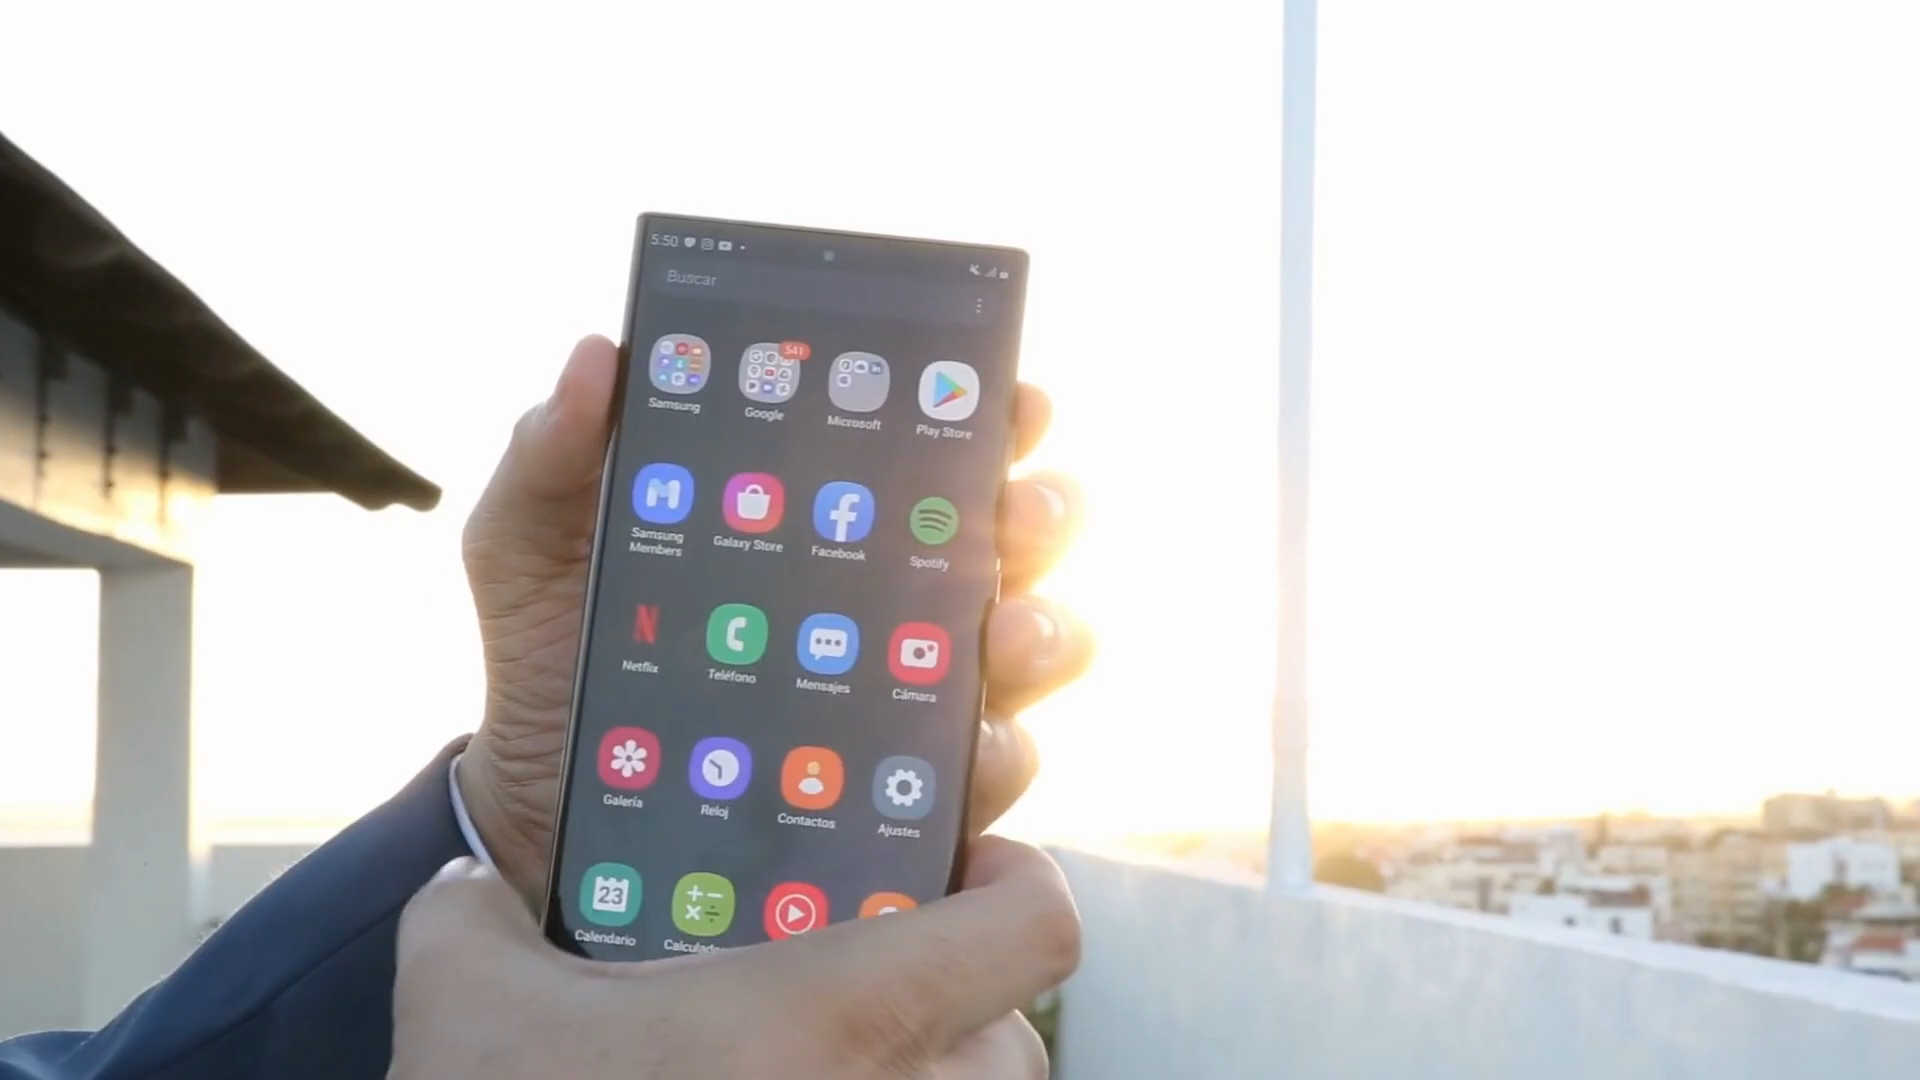 5:50
Buscar
541
Samsung
Google
Microsoft
Play Store
Samsung
Members
Galaxy Store
Facebook
Spotify
N
Netflix
Teléfono
Mensajes
Cámara
Galería
Reloj
Contactos
Ajustes
23
Calendario
Calculado